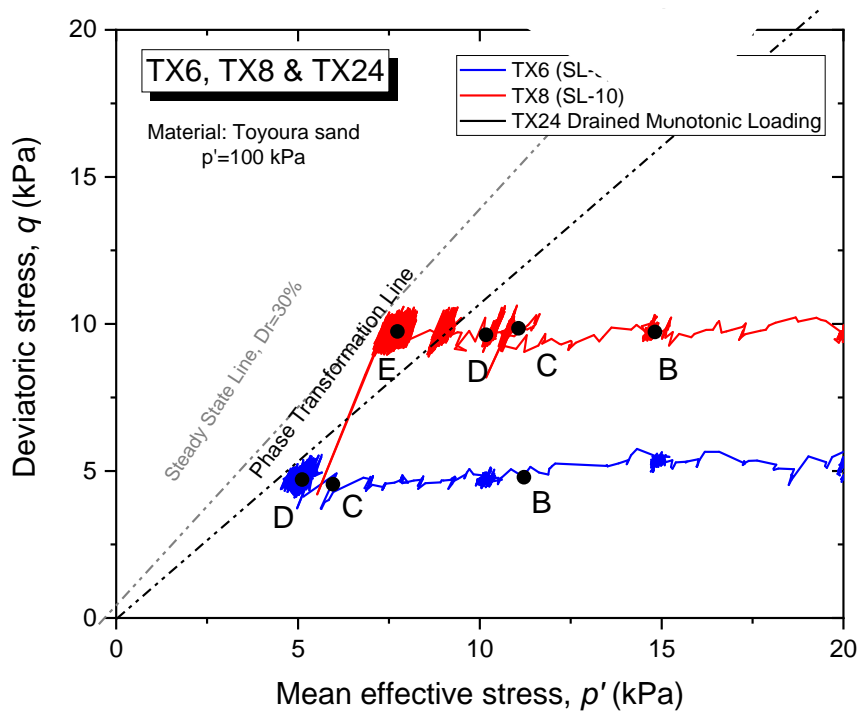 20
15
10
5
0
Deviatoric stress, q (kPa)
TX6, TX8 & TX24
Material: Toyoura sand
p'=100 kPa
TX6 (SL-
TX8 (SL-10)
TX24 Drained Monotonic Loading
Steady State Line, Dr=30%
Phase Transformation Line
E
D
C
B
D
C
B
0 5 10 15 20
Mean effective stress, p' (kPa)